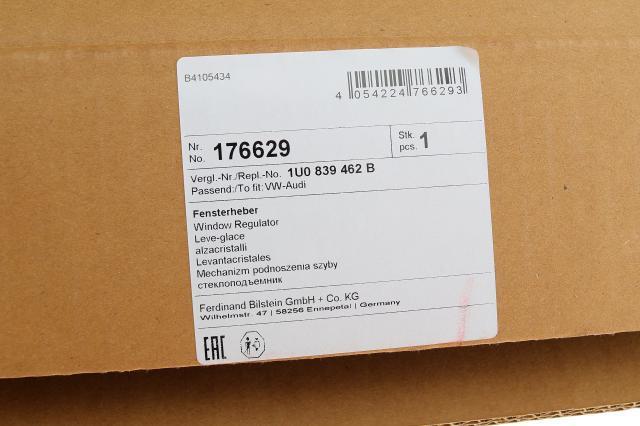 B4105434
4 054224 766293
Nr.
No. 176629
Stk.
pcs. 1
Vergl.-Nr./Repl.-No. 1U0 839 462 B
Passend:/To fit: VW-Audi
Fensterheber
Window Regulator
Leve-glace
alzacristalli
Levantacristales
Mechanizm podnoszenia szyby
стеклоподъемник
Ferdinand Bilstein GmbH + Co. KG
Wilhelmstr. 47 | 58256 Ennepetal | Germany
EAC